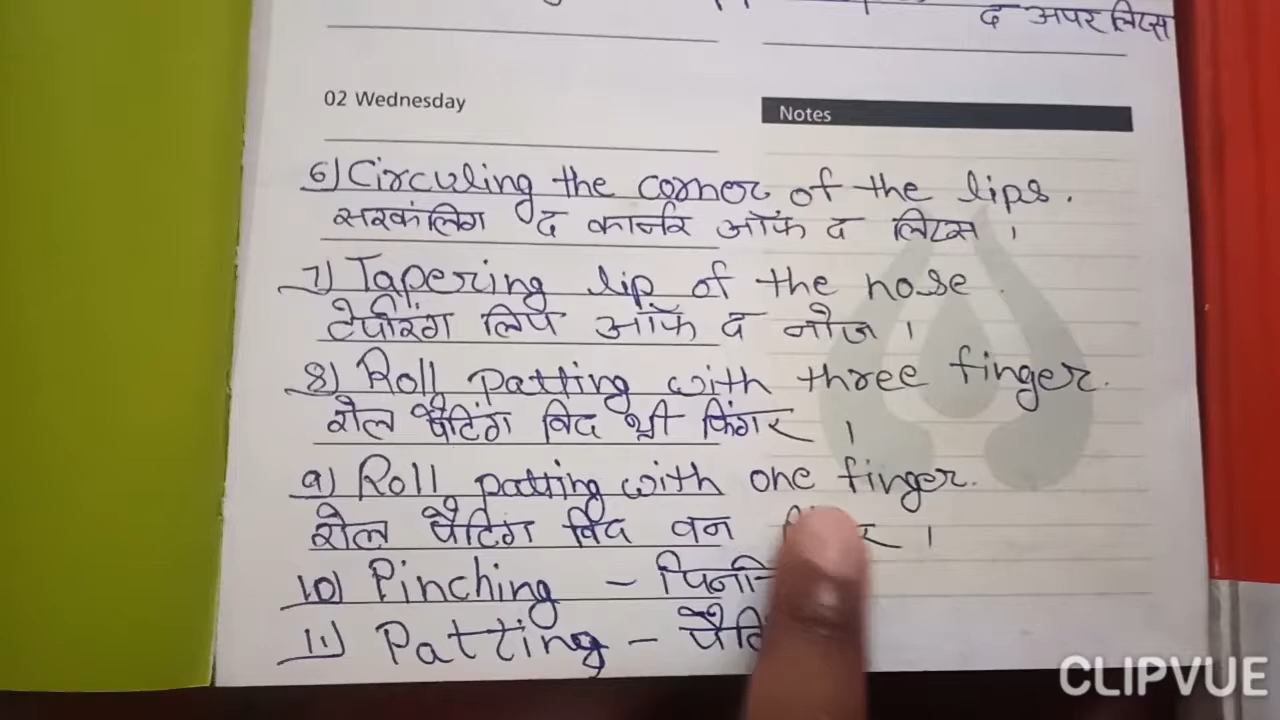 द अपर लिप्स
02 Wednesday
Notes
6) Circuling the corner of the lips.
सरकंलिग द कार्नर ऑफ द लिप्स ।
7) Tapering lip of the nose.
टेपरिंग लिप ऑफ द नौज ।
8) Roll patting with three finger.
रोल पैटिंग विद थ्री फिंगर ।
9) Roll patting with one finger.
रोल पैटिंग विद वन
10) Pinching -
11) Patting -
CLIPVUE